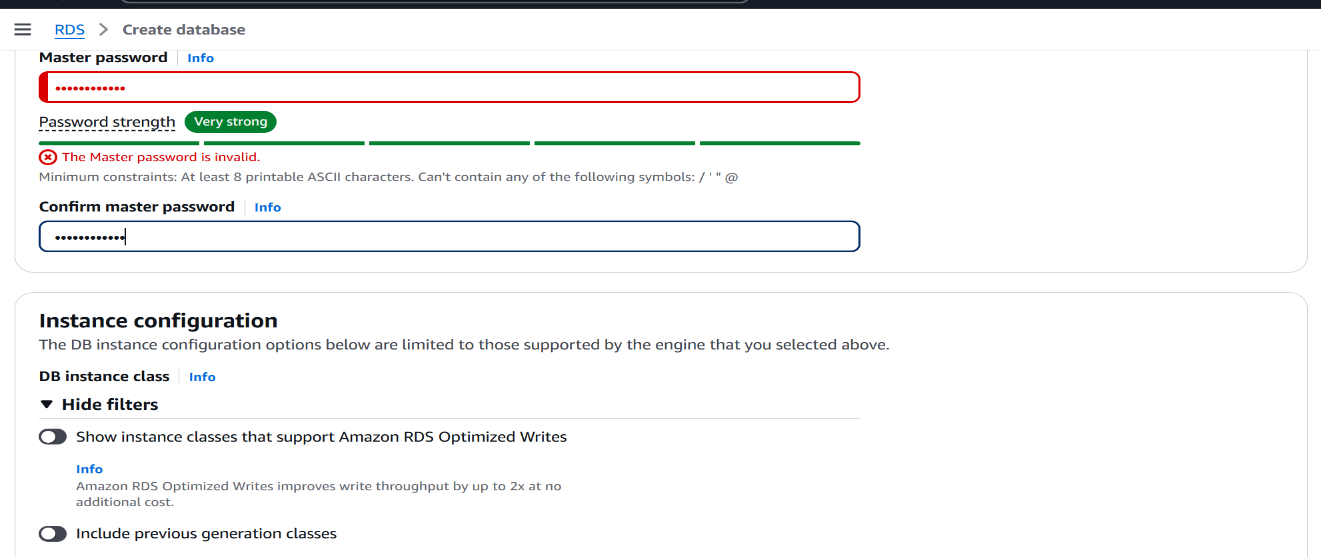 RDS > Create database
Master password Info
••••••••••••
Password strength Very strong
The Master password is invalid.
Minimum constraints: At least 8 printable ASCII characters. Can't contain any of the following symbols: / ' " @
Confirm master password Info
••••••••••••
Instance configuration
The DB instance configuration options below are limited to those supported by the engine that you selected above.
DB instance class Info
Hide filters
Show instance classes that support Amazon RDS Optimized Writes
Info
Amazon RDS Optimized Writes improves write throughput by up to 2x at no
additional cost.
Include previous generation classes